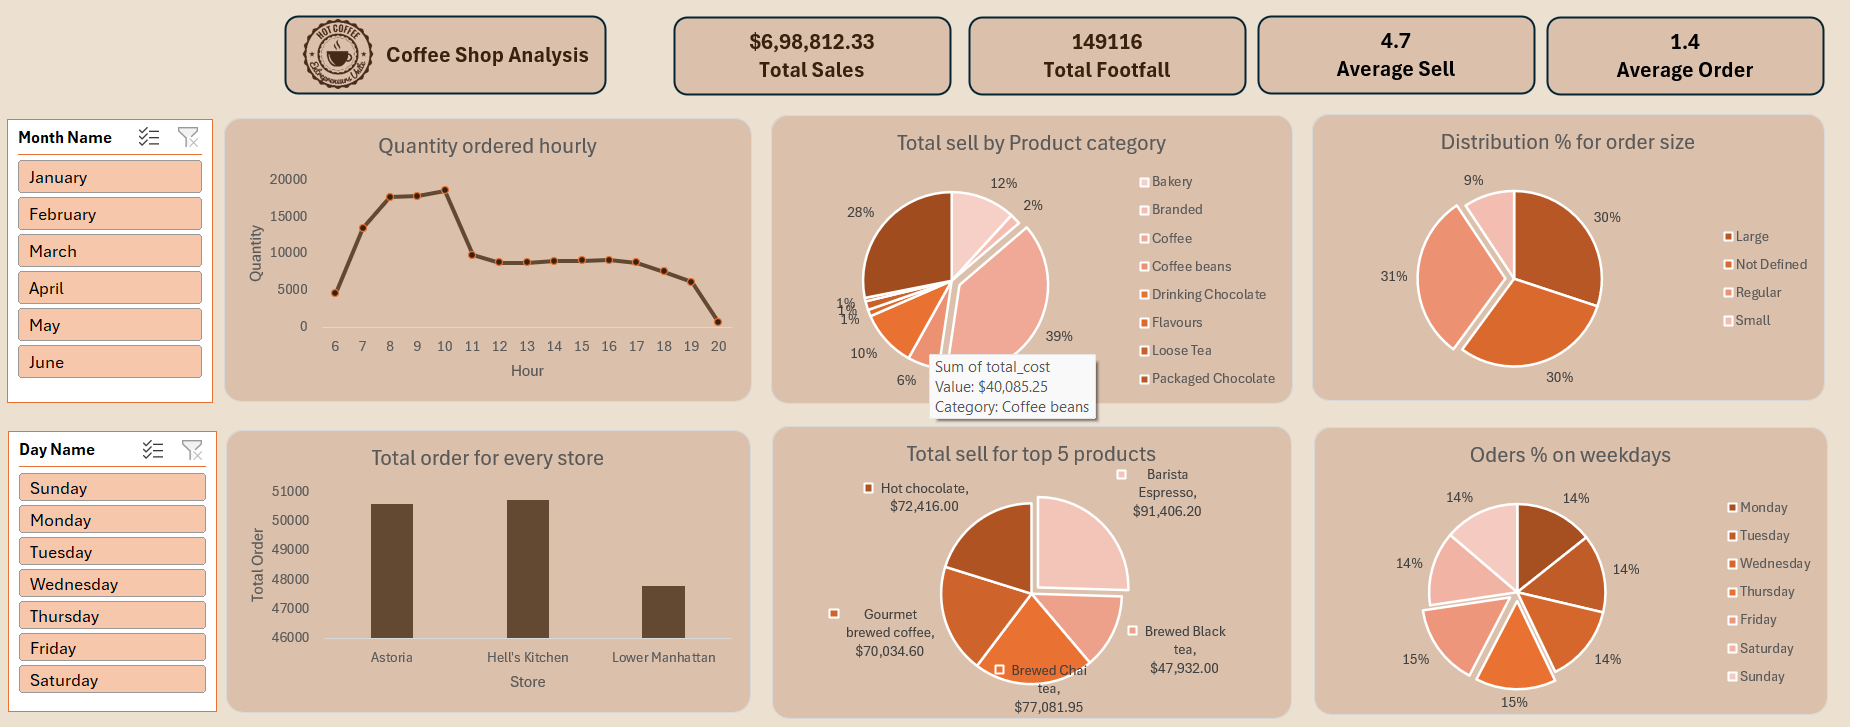 HOT COFFEE
Entrepreneurs Unite
Coffee Shop Analysis
$6,98,812.33
Total Sales
149116
Total Footfall
4.7
Average Sell
1.4
Average Order
Month Name
January
February
March
April
May
June
Quantity ordered hourly
Quantity
20000
15000
10000
5000
0
6 7 8 9 10 11 12 13 14 15 16 17 18 19 20
Hour
Total sell by Product category
12%
2%
28%
1%
1%
1%
10%
6%
39%
Bakery
Branded
Coffee
Coffee beans
Drinking Chocolate
Flavours
Loose Tea
Packaged Chocolate
Sum of total_cost
Value: $40,085.25
Category: Coffee beans
Distribution % for order size
9%
30%
31%
30%
Large
Not Defined
Regular
Small
Day Name
Sunday
Monday
Tuesday
Wednesday
Thursday
Friday
Saturday
Total order for every store
Total Order
51000
50000
49000
48000
47000
46000
Astoria Hell's Kitchen Lower Manhattan
Store
Total sell for top 5 products
Barista
Espresso,
$91,406.20
Hot chocolate,
$72,416.00
Gourmet
brewed coffee,
$70,034.60
Brewed Black
tea,
$47,932.00
Brewed Chai
tea,
$77,081.95
Oders % on weekdays
14%
14%
14%
14%
15%
14%
15%
Monday
Tuesday
Wednesday
Thursday
Friday
Saturday
Sunday